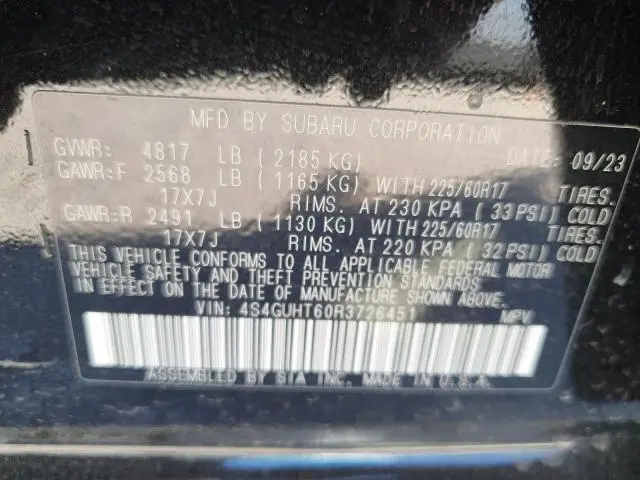 MFD BY SUBARU CORPORATION
GVWR: 4817 LB ( 2185 KG) DATE: 09/23
GAWR:F 2568 LB ( 1165 KG) WITH 225/60R17 TIRES.
17X7J RIMS. AT 230 KPA ( 33 PSI) COLD
GAWR:R 2491 LB ( 1130 KG) WITH 225/60R17 TIRES.
17X7J RIMS. AT 220 KPA ( 32 PSI) COLD
THIS VEHICLE CONFORMS TO ALL APPLICABLE FEDERAL MOTOR
VEHICLE SAFETY AND THEFT PREVENTION STANDARDS
IN EFFECT ON THE DATE OF MANUFACTURE SHOWN ABOVE.
VIN: 4S4GUHT60R3726451 MPV
ASSEMBLED BY SIA INC, MADE IN U.S.A.